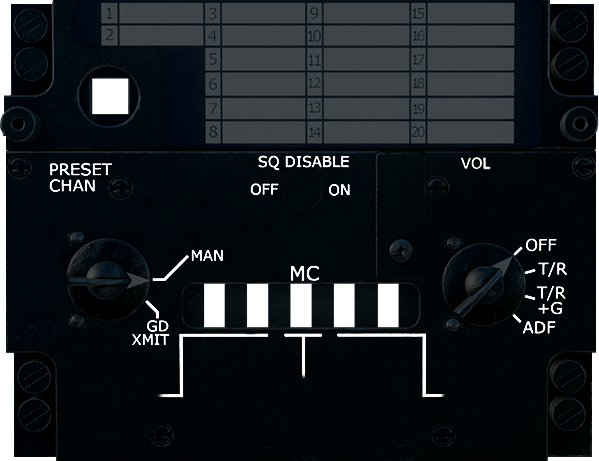 1 3 9 15
2 4 10 16
5 11 17
6 12 18
7 13 19
8 14 20
PRESET
CHAN
SQ DISABLE
OFF ON
VOL
MAN
GD
XMIT
MC
OFF
T/R
T/R
+G
ADF